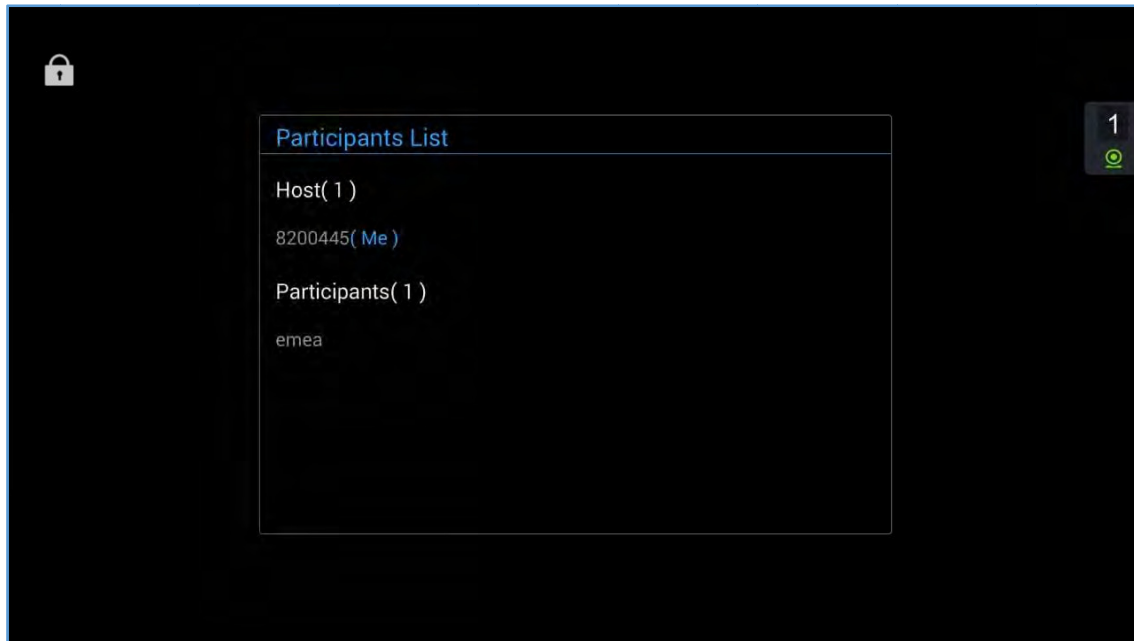 Participants List
1
Host( 1 )
8200445( Me )
Participants( 1 )
emea